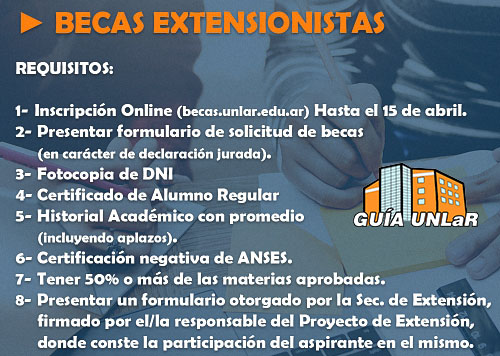 ► BECAS EXTENSIONISTAS
REQUISITOS:
1- Inscripción Online (becas.unlar.edu.ar) Hasta el 15 de abril.
2- Presentar formulario de solicitud de becas
(en carácter de declaración jurada).
3- Fotocopia de DNI
4- Certificado de Alumno Regular
5- Historial Académico con promedio
(incluyendo aplazos).
GUÍA UNLaR
6- Certificación negativa de ANSES.
7- Tener 50% o más de las materias aprobadas.
8- Presentar un formulario otorgado por la Sec. de Extensión,
firmado por el/la responsable del Proyecto de Extensión,
donde conste la participación del aspirante en el mismo.